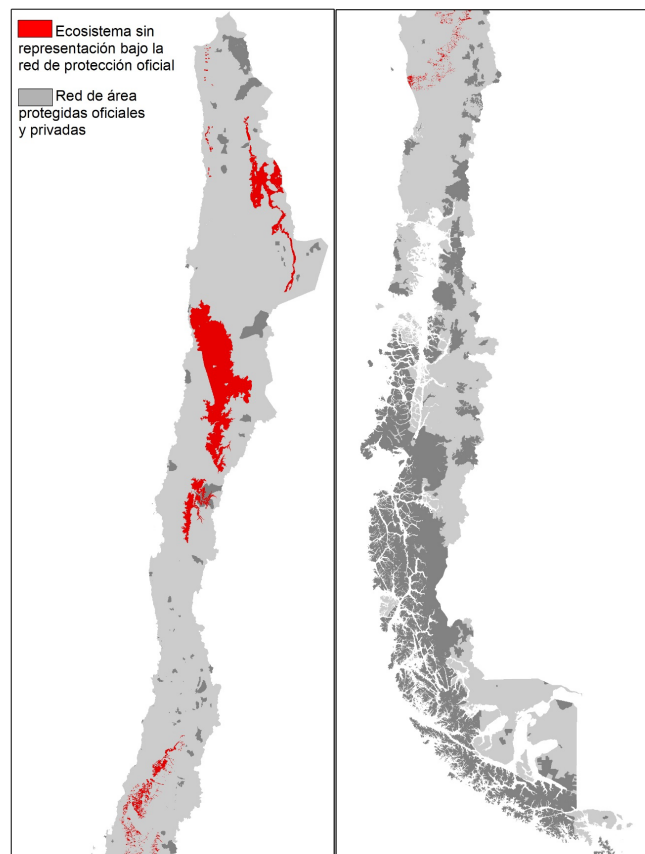 Ecosistema sin
representación bajo la
red de protección oficial
Red de área
protegidas oficiales
y privadas